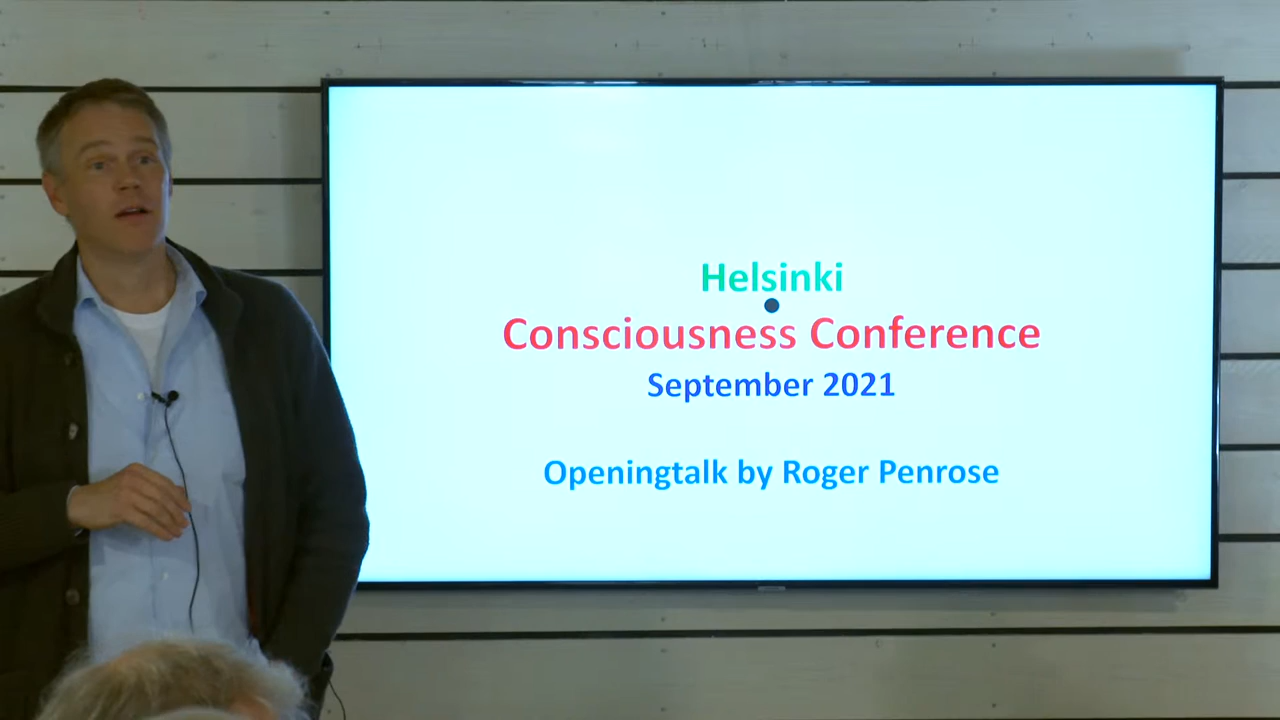 Helsinki
Consciousness Conference
September 2021
Openingtalk by Roger Penrose